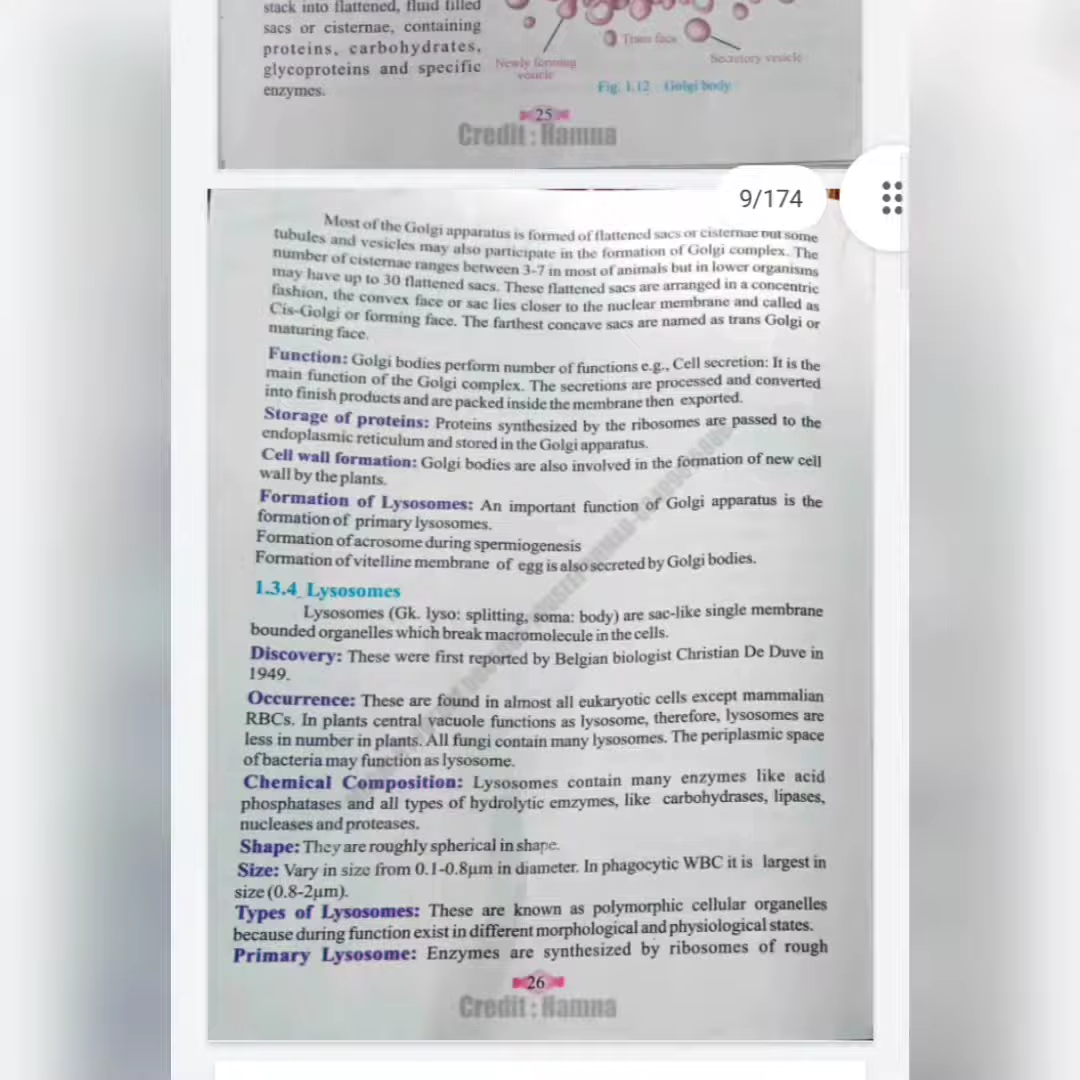 stack into flattened, fluid filled
sacs or cisternae, containing
proteins, carbohydrates,
glycoproteins and specific
enzymes.
Trans face
Newly forming
vesicle
Secretory vesicle
Fig. 1.12 Golgi body
25
Credit : Hamna
9/174
Most of the Golgi apparatus is formed of flattened sacs or cisternae but some
tubules and vesicles may also participate in the formation of Golgi complex. The
number of cisternae ranges between 3-7 in most of animals but in lower organisms
may have up to 30 flattened sacs. These flattened sacs are arranged in a concentric
fashion, the convex face or sac lies closer to the nuclear membrane and called as
Cis-Golgi or forming face. The farthest concave sacs are named as trans Golgi or
maturing face.
Function: Golgi bodies perform number of functions e.g., Cell secretion: It is the
main function of the Golgi complex. The secretions are processed and converted
into finish products and are packed inside the membrane then exported.
Storage of proteins: Proteins synthesized by the ribosomes are passed to the
endoplasmic reticulum and stored in the Golgi apparatus.
Cell wall formation: Golgi bodies are also involved in the formation of new cell
wall by the plants.
Formation of Lysosomes: An important function of Golgi apparatus is the
formation of primary lysosomes.
Formation of acrosome during spermiogenesis
Formation of vitelline membrane of egg is also secreted by Golgi bodies.
1.3.4 Lysosomes
Lysosomes (Gk. lyso: splitting, soma: body) are sac-like single membrane
bounded organelles which break macromolecule in the cells.
Discovery: These were first reported by Belgian biologist Christian De Duve in
1949.
Occurrence: These are found in almost all eukaryotic cells except mammalian
RBCs. In plants central vacuole functions as lysosome, therefore, lysosomes are
less in number in plants. All fungi contain many lysosomes. The periplasmic space
of bacteria may function as lysosome.
Chemical Composition: Lysosomes contain many enzymes like acid
phosphatases and all types of hydrolytic emzymes, like carbohydrases, lipases,
nucleases and proteases.
Shape: They are roughly spherical in shape.
Size: Vary in size from 0.1-0.8µm in diameter. In phagocytic WBC it is largest in
size (0.8-2µm).
Types of Lysosomes: These are known as polymorphic cellular organelles
because during function exist in different morphological and physiological states.
Primary Lysosome: Enzymes are synthesized by ribosomes of rough
26
Credit : Hamna